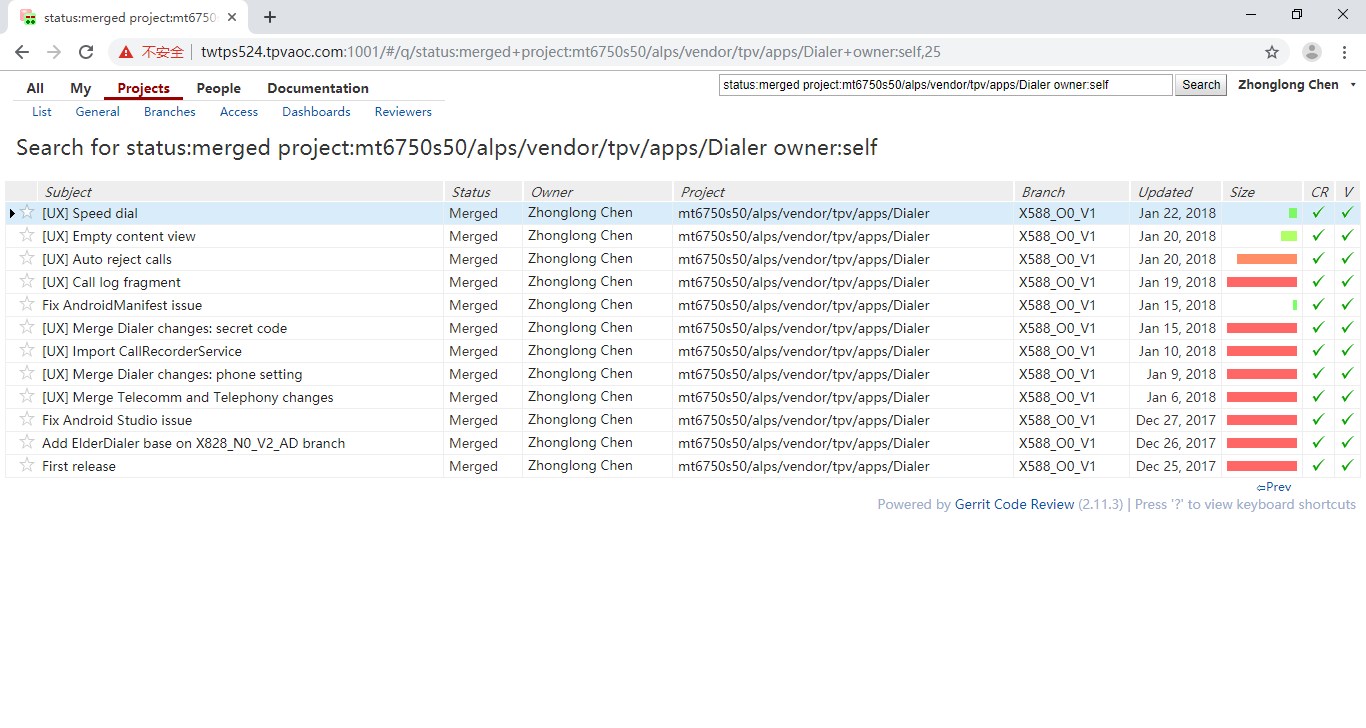 status:merged project:mt6750
不安全 twtps524.tpvaoc.com:1001/#/q/status:merged+project:mt6750s50/alps/vendor/tpv/apps/Dialer+owner:self,25
All My Projects People Documentation status:merged project:mt6750s50/alps/vendor/tpv/apps/Dialer owner:self Search Zhonglong Chen
List General Branches Access Dashboards Reviewers
Search for status:merged project:mt6750s50/alps/vendor/tpv/apps/Dialer owner:self
Subject Status Owner Project Branch Updated Size CR V
[UX] Speed dial Merged Zhonglong Chen mt6750s50/alps/vendor/tpv/apps/Dialer X588_O0_V1 Jan 22, 2018 ✓ ✓
[UX] Empty content view Merged Zhonglong Chen mt6750s50/alps/vendor/tpv/apps/Dialer X588_O0_V1 Jan 20, 2018 ✓ ✓
[UX] Auto reject calls Merged Zhonglong Chen mt6750s50/alps/vendor/tpv/apps/Dialer X588_O0_V1 Jan 20, 2018 ✓ ✓
[UX] Call log fragment Merged Zhonglong Chen mt6750s50/alps/vendor/tpv/apps/Dialer X588_O0_V1 Jan 19, 2018 ✓ ✓
Fix AndroidManifest issue Merged Zhonglong Chen mt6750s50/alps/vendor/tpv/apps/Dialer X588_O0_V1 Jan 15, 2018 ✓ ✓
[UX] Merge Dialer changes: secret code Merged Zhonglong Chen mt6750s50/alps/vendor/tpv/apps/Dialer X588_O0_V1 Jan 15, 2018 ✓ ✓
[UX] Import CallRecorderService Merged Zhonglong Chen mt6750s50/alps/vendor/tpv/apps/Dialer X588_O0_V1 Jan 10, 2018 ✓ ✓
[UX] Merge Dialer changes: phone setting Merged Zhonglong Chen mt6750s50/alps/vendor/tpv/apps/Dialer X588_O0_V1 Jan 9, 2018 ✓ ✓
[UX] Merge Telecomm and Telephony changes Merged Zhonglong Chen mt6750s50/alps/vendor/tpv/apps/Dialer X588_O0_V1 Jan 6, 2018 ✓ ✓
Fix Android Studio issue Merged Zhonglong Chen mt6750s50/alps/vendor/tpv/apps/Dialer X588_O0_V1 Dec 27, 2017 ✓ ✓
Add ElderDialer base on X828_N0_V2_AD branch Merged Zhonglong Chen mt6750s50/alps/vendor/tpv/apps/Dialer X588_O0_V1 Dec 26, 2017 ✓ ✓
First release Merged Zhonglong Chen mt6750s50/alps/vendor/tpv/apps/Dialer X588_O0_V1 Dec 25, 2017 ✓ ✓
⇦Prev
Powered by Gerrit Code Review (2.11.3) | Press '?' to view keyboard shortcuts